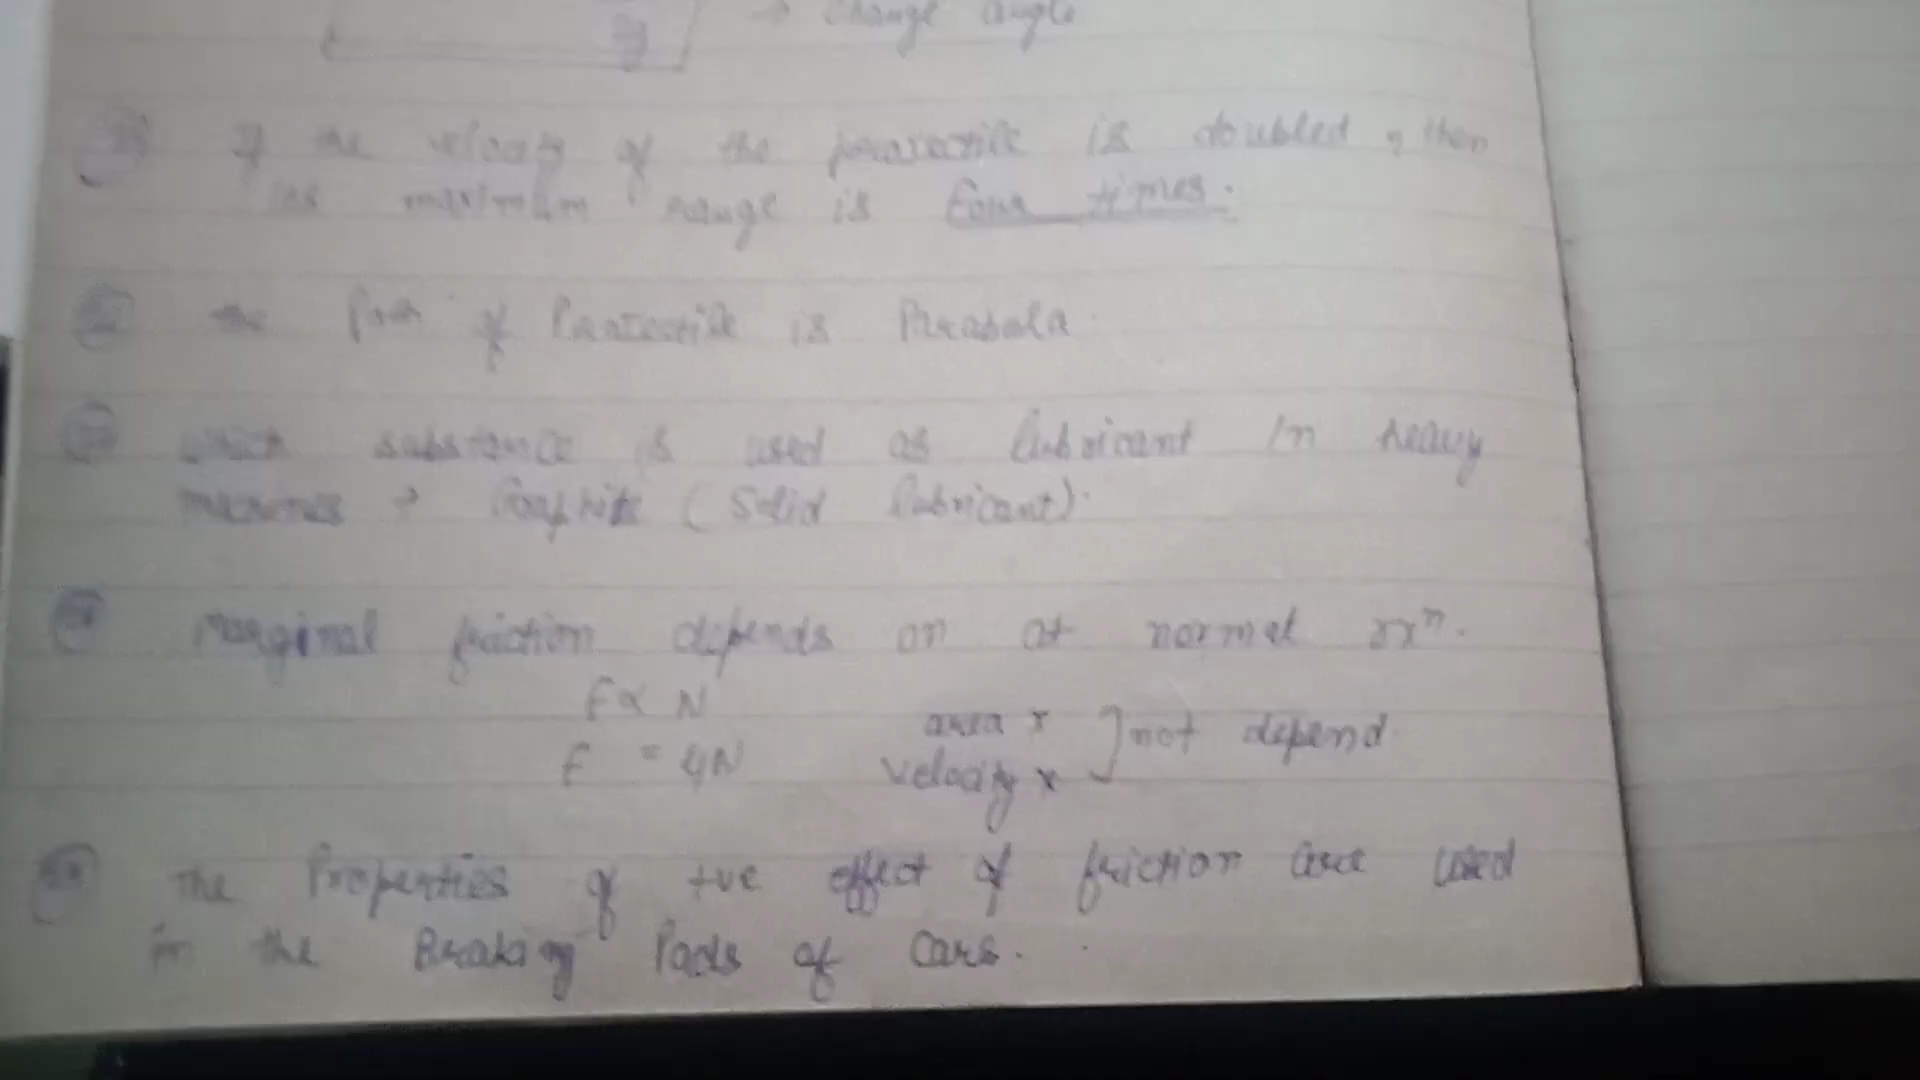 → Change angle
If the velocity of the projectile is doubled, then
its maximum range is four times.
the Path of Projectile is Parabola
which substance is used as lubricant in heavy
machines → Graphite (Solid lubricant).
Marginal friction depends on at normal rxⁿ.
F ∝ N
area x
] not depend
F = μN
velocity x
the Properties of +ve effect of friction are used
in the Braking Pads of Cars.